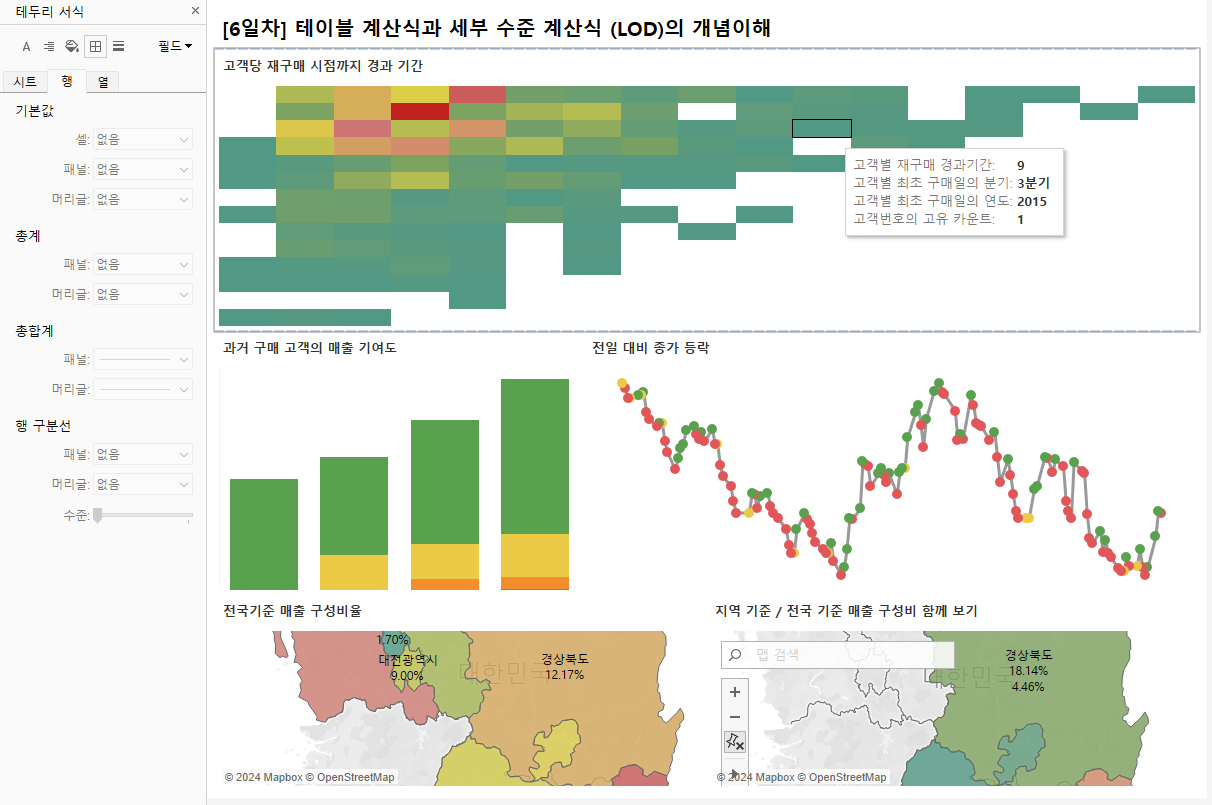 테두리 서식
A
필드
시트 행 열
기본값
셀: 없음
패널: 없음
머리글: 없음
총계
패널: 없음
머리글: 없음
총합계
패널:
머리글:
행 구분선
패널: 없음
머리글: 없음
수준:
[6일차] 테이블 계산식과 세부 수준 계산식 (LOD)의 개념이해
고객당 재구매 시점까지 경과 기간
고객별 재구매 경과기간: 9
고객별 최초 구매일의 분기: 3분기
고객별 최초 구매일의 연도: 2015
고객번호의 고유 카운트: 1
과거 구매 고객의 매출 기여도
전일 대비 종가 등락
전국기준 매출 구성비율
1.70%
대전광역시
9.00%
대한민국
경상북도
12.17%
© 2024 Mapbox © OpenStreetMap
지역 기준 / 전국 기준 매출 구성비 함께 보기
맵 검색
대한민국
경상북도
18.14%
4.46%
© 2024 Mapbox © OpenStreetMap